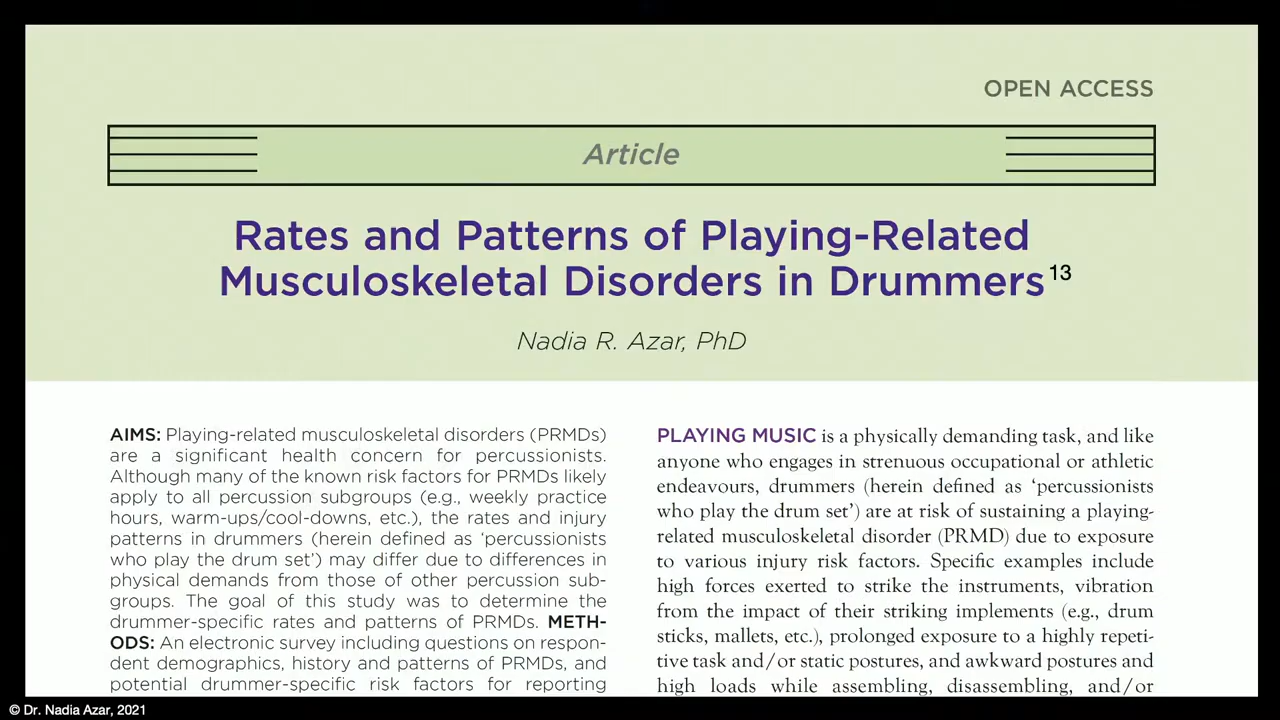 OPEN ACCESS
Article
Rates and Patterns of Playing-Related
Musculoskeletal Disorders in Drummers13
Nadia R. Azar, PhD
AIMS: Playing-related musculoskeletal disorders (PRMDs)
are a significant health concern for percussionists.
Although many of the known risk factors for PRMDs likely
apply to all percussion subgroups (e.g., weekly practice
hours, warm-ups/cool-downs, etc.), the rates and injury
patterns in drummers (herein defined as ‘percussionists
who play the drum set’) may differ due to differences in
physical demands from those of other percussion sub-
groups. The goal of this study was to determine the
drummer-specific rates and patterns of PRMDs. METH-
ODS: An electronic survey including questions on respon-
dent demographics, history and patterns of PRMDs, and
potential drummer-specific risk factors for reporting
PLAYING MUSIC is a physically demanding task, and like
anyone who engages in strenuous occupational or athletic
endeavours, drummers (herein defined as ‘percussionists
who play the drum set’) are at risk of sustaining a playing-
related musculoskeletal disorder (PRMD) due to exposure
to various injury risk factors. Specific examples include
high forces exerted to strike the instruments, vibration
from the impact of their striking implements (e.g., drum
sticks, mallets, etc.), prolonged exposure to a highly repeti-
tive task and/or static postures, and awkward postures and
high loads while assembling, disassembling, and/or
© Dr. Nadia Azar, 2021